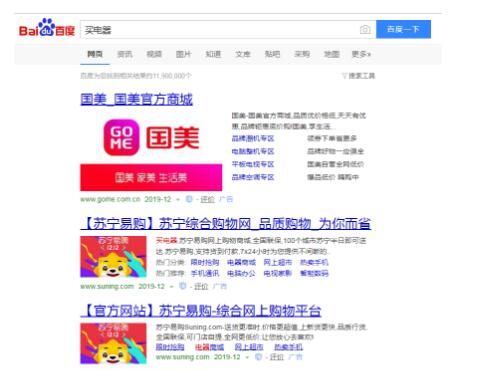 Bai du 百度
买电器
百度一下
网页 资讯 视频 图片 知道 文库 贴吧 采购 地图 更多»
百度为您找到相关结果约11,900,000个
搜索工具
国美_国美官方商城
GO
ME
国美
国美 家美 生活美
国美-国美官方商城,品质优价格低,天天有优
惠,品牌钜惠底价购!国美,享生活...
品牌潮机专区 领券下单省更多
电脑整机专区 品牌好物一应俱全
平板电视专区 国美自营全网低价
品牌空调专区 爆品低价 嗨购中
www.gome.com.cn 2019-12 - 评价 广告
【苏宁易购】苏宁综合购物网_品质购物_为你而省
苏宁易购
买电器,苏宁易购网上购物商城,全国联保,100个城市苏宁半日即可送
达.苏宁易购,支持货到付款,7x24小时为您提供不间断的..
热门分类: 限时抢购 电器商城 网上超市 热卖手机
热门推荐: 手机通讯 电脑办公 电视家影 智能数码
www.suning.com 2019-12 - 评价 广告
【官方网站】苏宁易购-综合网上购物平台
苏宁易购
苏宁易购Suning.com-送货更准时,价格更超值,上新货更快,品质行货,
全国联保,可门店自提,全网更低价,让您放心去喜欢!
限时抢购 电器商城 网上超市 热卖手机
www.suning.com 2019-12 - 评价 广告